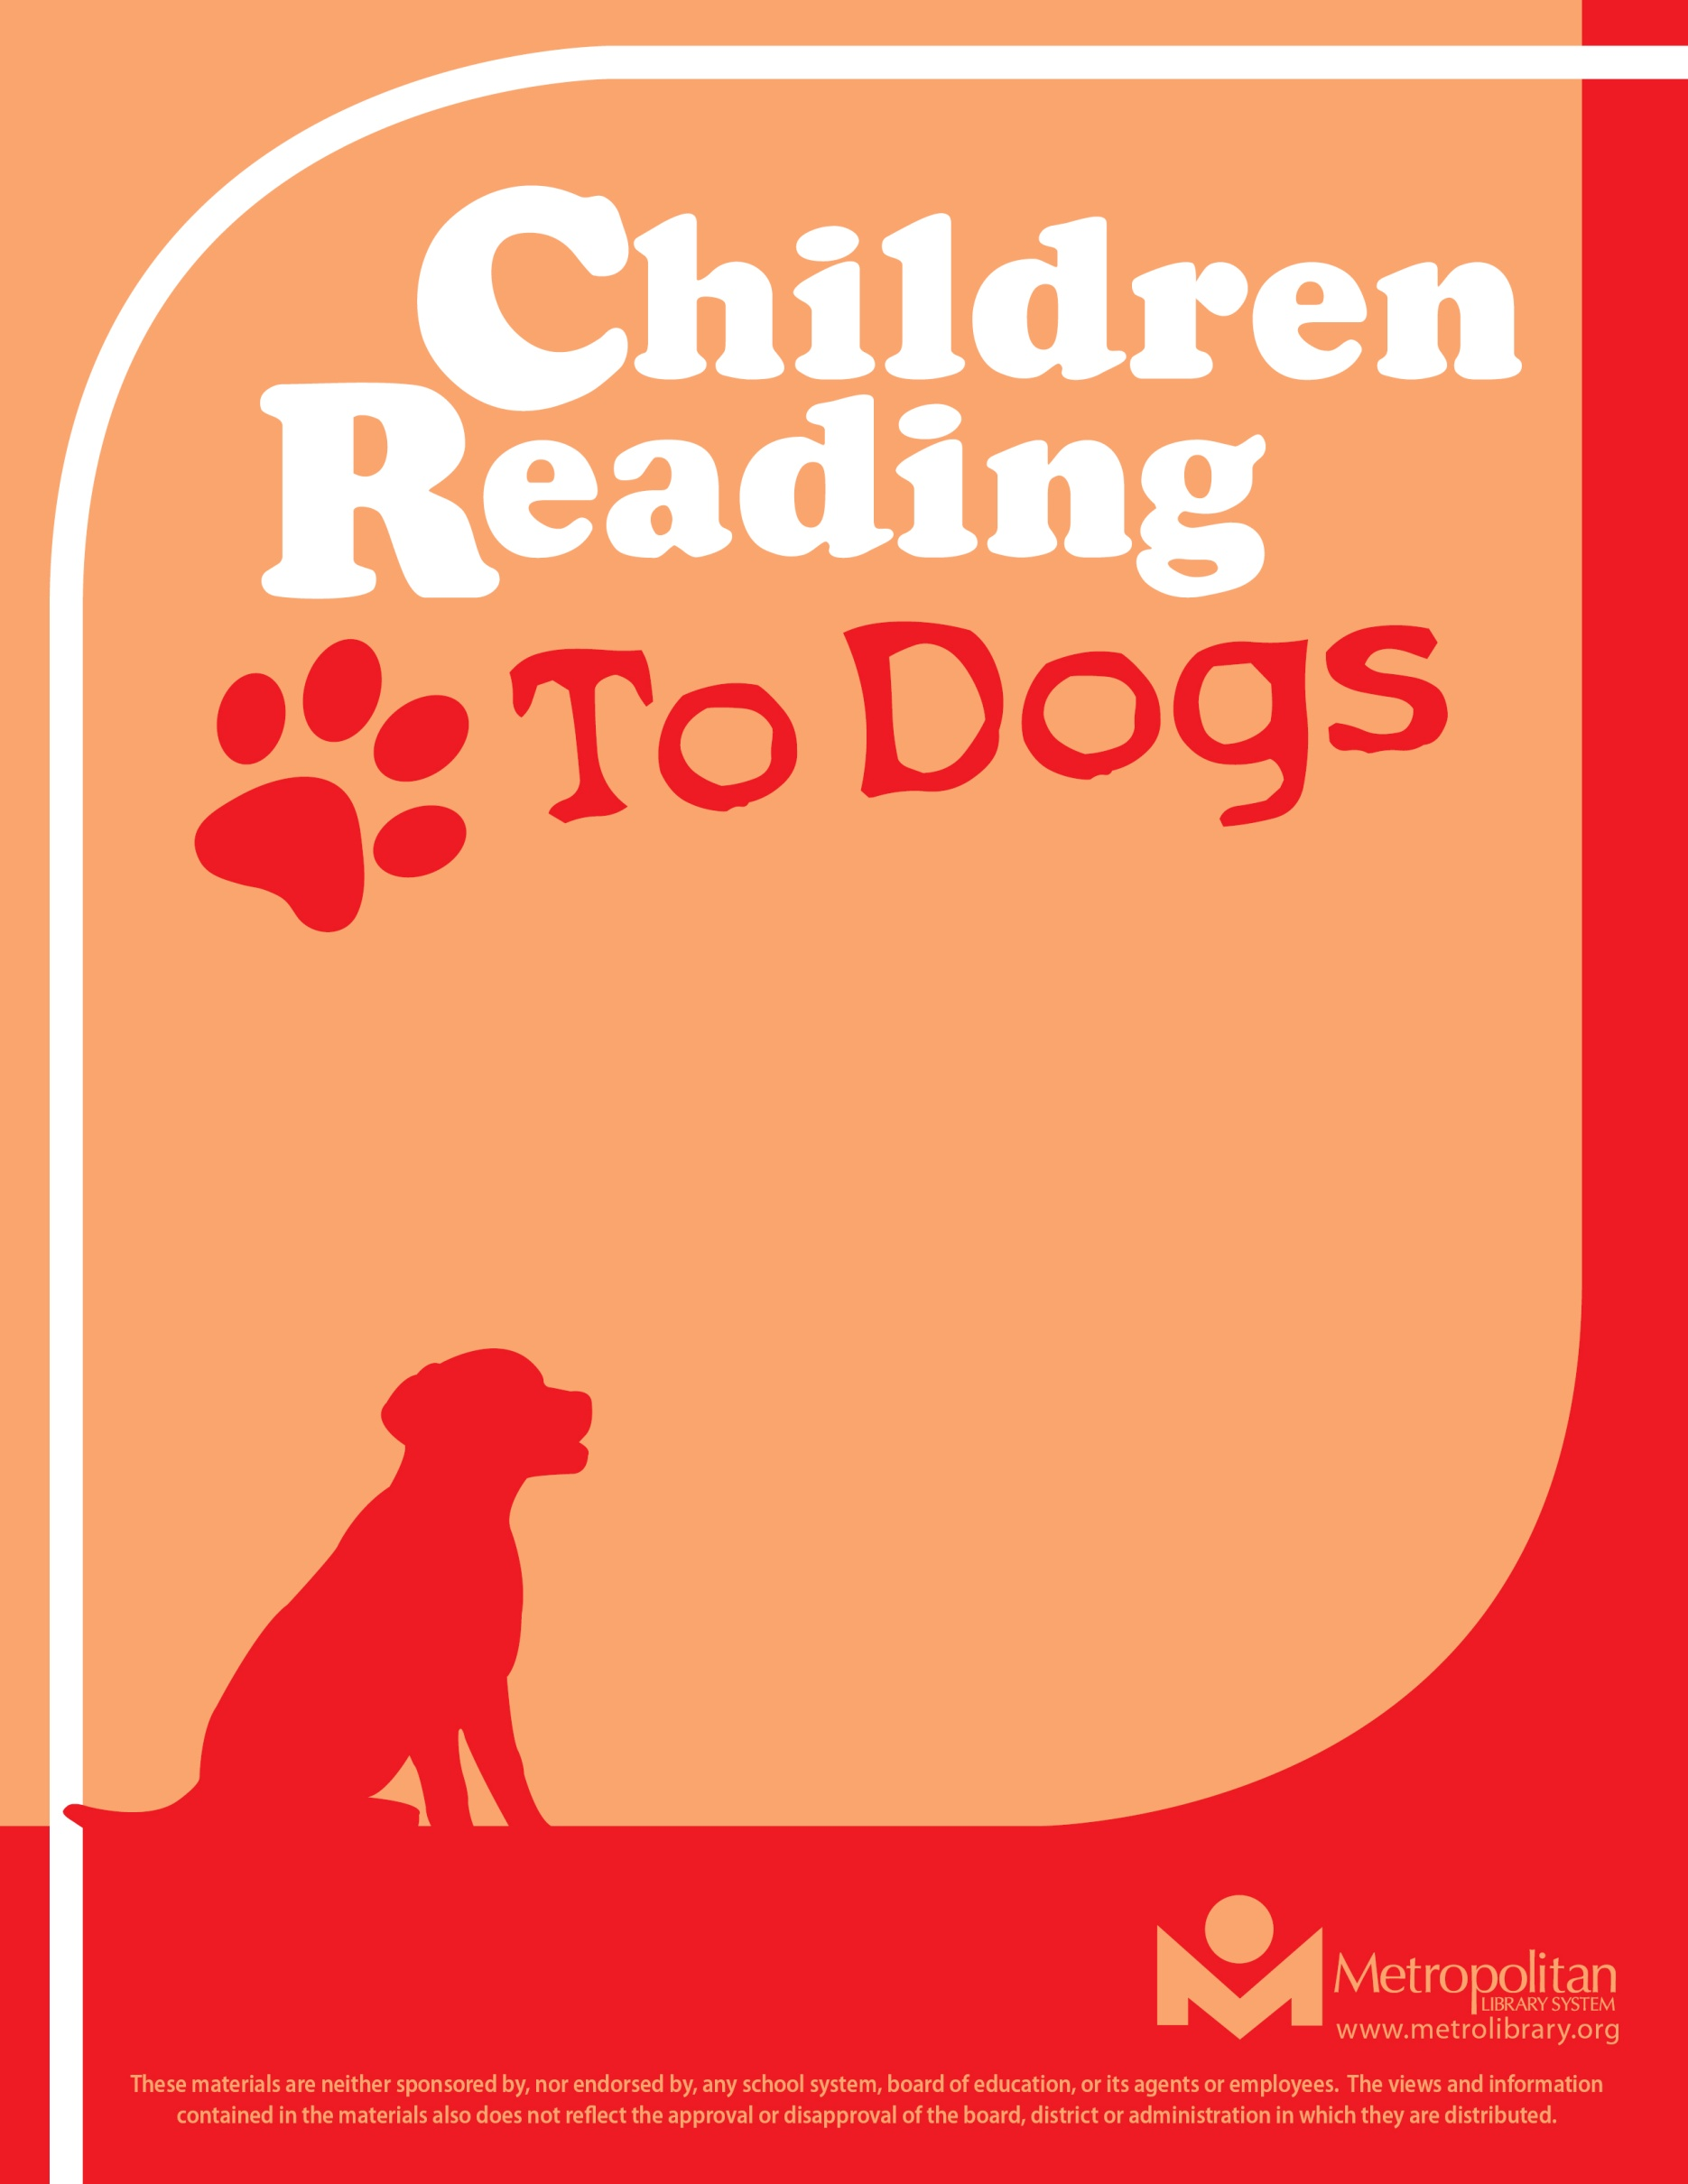 Children
Reading
To Dogs
Metropolitan
LIBRARY SYSTEM
www.metrolibrary.org
These materials are neither sponsored by, nor endorsed by, any school system, board of education, or its agents or employees. The views and information
contained in the materials also does not reflect the approval or disapproval of the board, district or administration in which they are distributed.